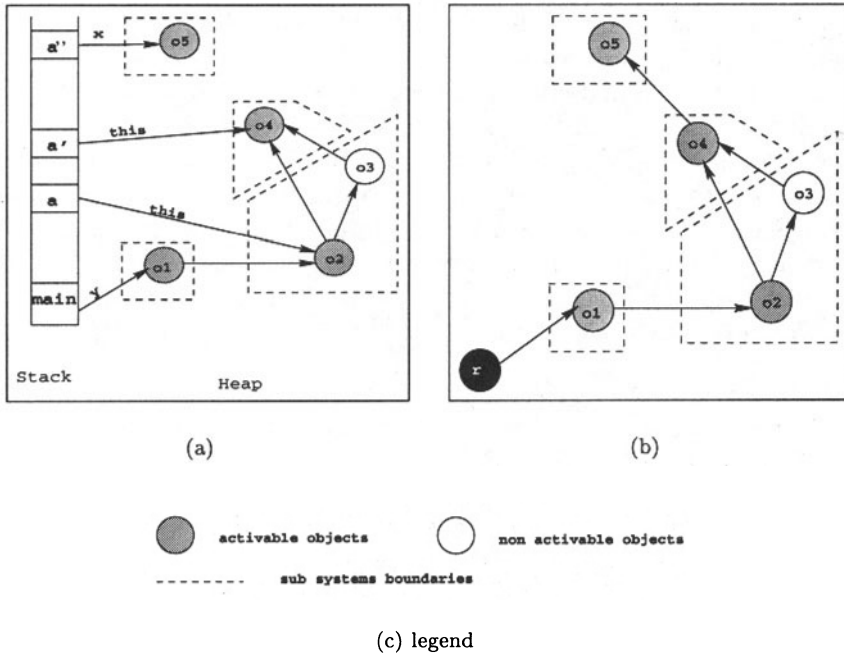 a''
x
o5
a'
this
o4
o3
a
this
o2
o1
main
y
Stack
Heap
(a)
o5
o4
o3
o2
o1
r
(b)
activable objects
non activable objects
sub systems boundaries
(c) legend